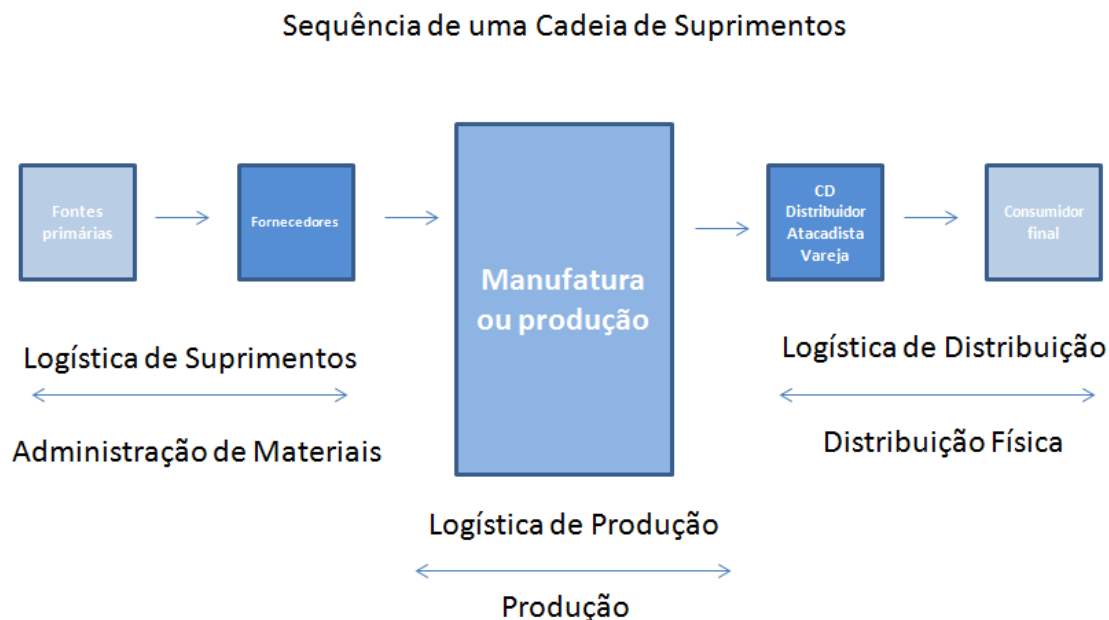 Sequência de uma Cadeia de Suprimentos
Fontes
primárias
Fornecedores
Manufatura
ou produção
CD
Distribuidor
Atacadista
Vareja
Consumidor
final
Logística de Suprimentos
Administração de Materiais
Logística de Distribuição
Distribuição Física
Logística de Produção
Produção